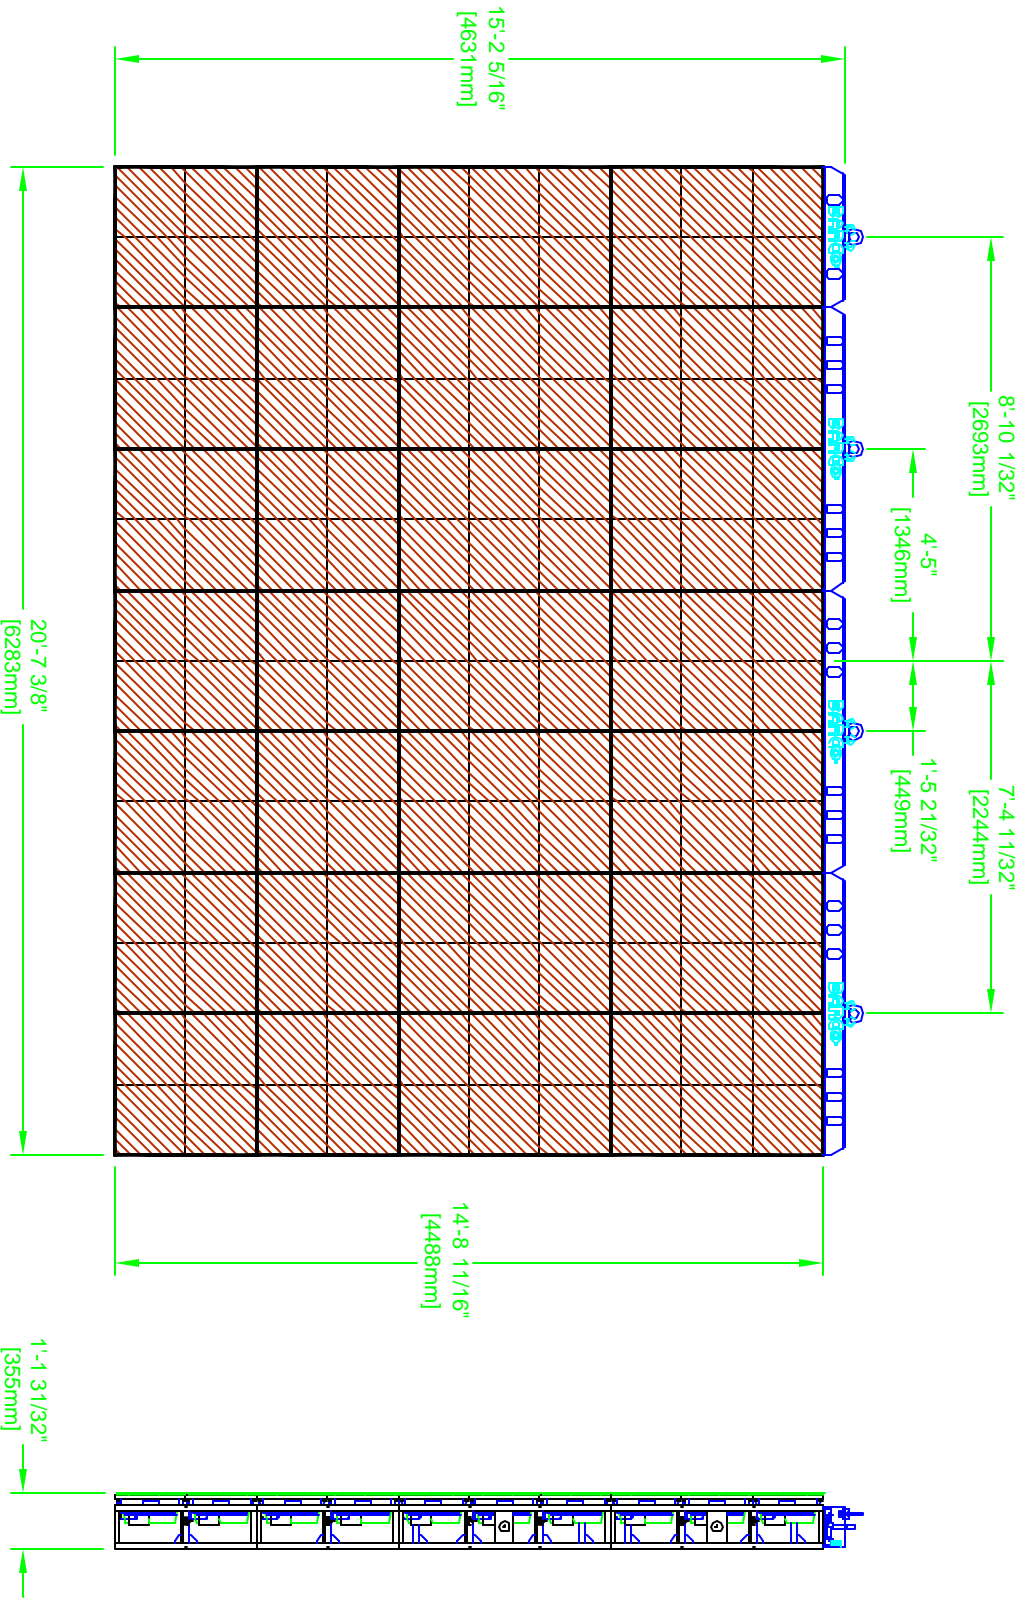 8'-10 1/32"
[2693mm]
7'-4 11/32"
[2244mm]
4'-5"
[1346mm]
1'-5 21/32"
[449mm]
15'-2 5/16"
[4631mm]
14'-8 11/16"
[4488mm]
20'-7 3/8"
[6283mm]
1'-1 31/32"
[355mm]